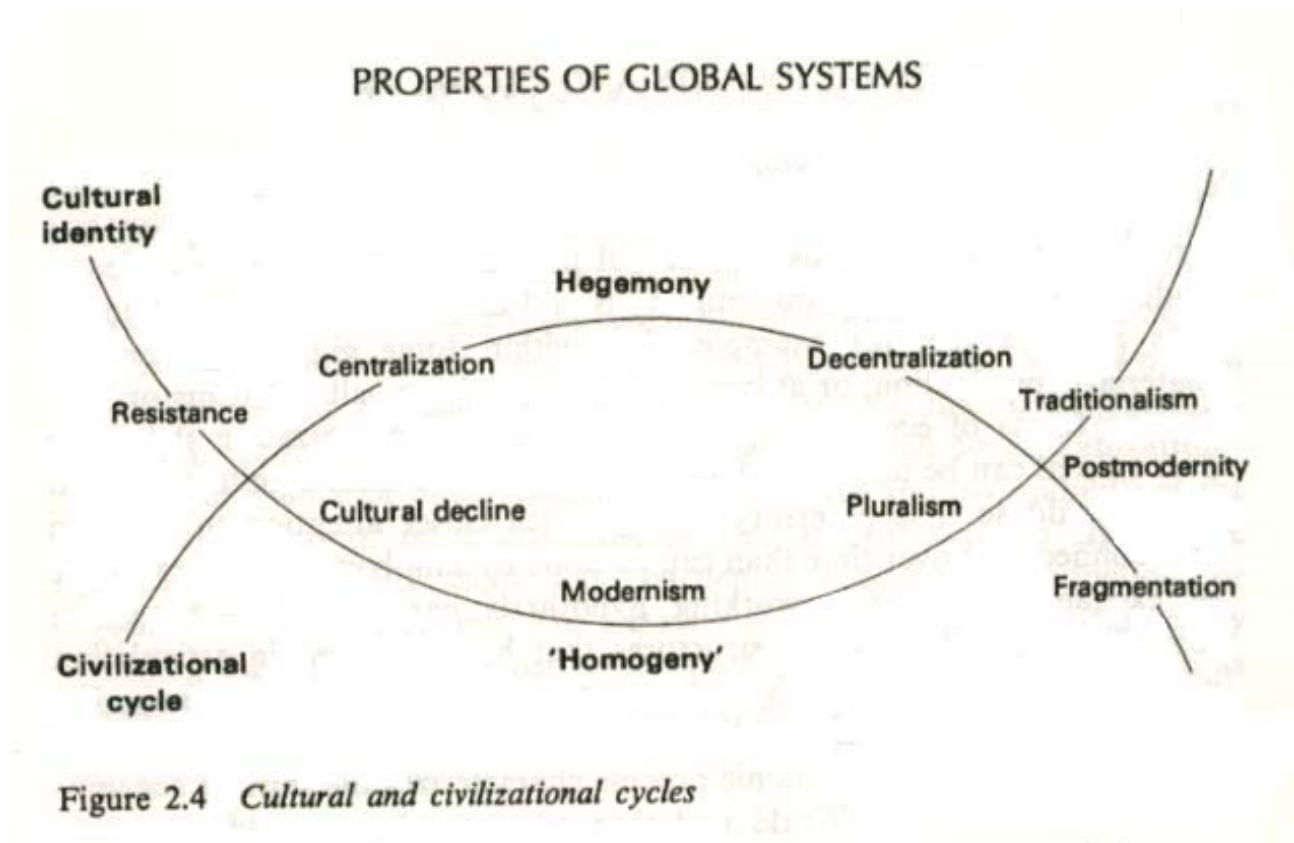 PROPERTIES OF GLOBAL SYSTEMS
Cultural
identity
Hegemony
Centralization
Decentralization
Resistance
Traditionalism
Postmodernity
Cultural decline
Pluralism
Modernism
Fragmentation
Civilizational
cycle
'Homogeny'
Figure 2.4 Cultural and civilizational cycles